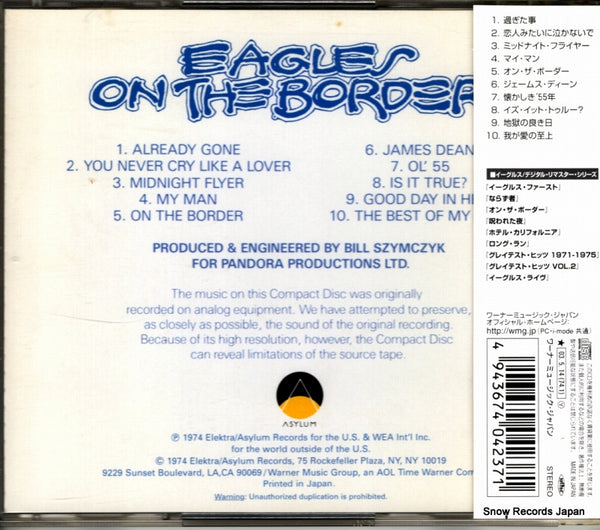 EAGLES
ON THE BORDER
1. ALREADY GONE
2. YOU NEVER CRY LIKE A LOVER
3. MIDNIGHT FLYER
4. MY MAN
5. ON THE BORDER
6. JAMES DEAN
7. OL' 55
8. IS IT TRUE?
9. GOOD DAY IN HE
10. THE BEST OF MY
PRODUCED & ENGINEERED BY BILL SZYMCZYK
FOR PANDORA PRODUCTIONS LTD.
The music on this Compact Disc was originally
recorded on analog equipment. We have attempted to preserve,
as closely as possible, the sound of the original recording.
Because of its high resolution, however, the Compact Disc
can reveal limitations of the source tape.
ASYLUM
℗ 1974 Elektra/Asylum Records for the U.S. & WEA Int'l Inc.
for the world outside of the U.S.
© 1974 Elektra/Asylum Records, 75 Rockefeller Plaza, NY, NY 10019
9229 Sunset Boulevard, LA,CA 90069/Warner Music Group, an AOL Time Warner Com
Printed in Japan.
Warning: Unauthorized duplication is prohibited.
1. 過ぎた事
2. 恋人みたいに泣かないで
3. ミッドナイト・フライヤー
4. マイ・マン
5. オン・ザ・ボーダー
6. ジェームス・ディーン
7. 懐かしき'55年
8. イズ・イット・トゥルー?
9. 地獄の良き日
10. 我が愛の至上
■イーグルス/デジタル・リマスター・シリーズ
「イーグルス・ファースト」
「ならず者」
「オン・ザ・ボーダー」
「呪われた夜」
「ホテル・カリフォルニア」
「ロング・ラン」
「グレイテスト・ヒッツ 1971-1975」
「グレイテスト・ヒッツ VOL.2」
「イーグルス・ライヴ」
ワーナーミュージック・ジャパン
オフィシャル・ホームページ:
http://wmg.jp (PC・i-mode 共通)
4 943674 042371
ワーナーミュージック・ジャパン
STEREO
MADE IN JAPAN
Snow Records Japan